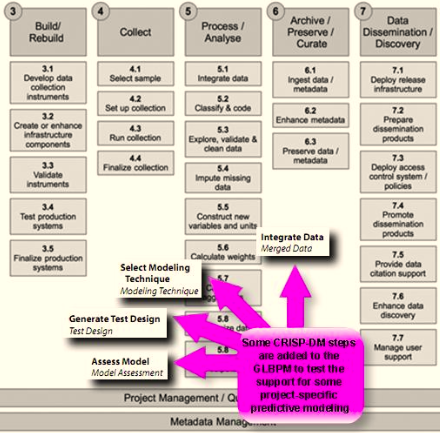 3
Build/
Rebuild
3.1
Develop data
collection
instruments
3.2
Create or enhance
infrastructure
components
3.3
Validate
instruments
3.4
Test production
systems
3.5
Finalize production
systems
4
Collect
4.1
Select sample
4.2
Set up collection
4.3
Run collection
4.4
Finalize collection
5
Process /
Analyse
5.1
Integrate data
5.2
Classify & code
5.3
Explore, validate &
clean data
5.4
Impute missing
data
5.5
Construct new
variables and units
5.6
Calculate weights
5.7
5.8
6
Archive /
Preserve /
Curate
6.1
Ingest data /
metadata
6.2
Enhance metadata
6.3
Preserve data /
metadata
7
Data
Dissemination /
Discovery
7.1
Deploy release
infrastructure
7.2
Prepare
dissemination
products
7.3
Deploy access
control system /
policies
7.4
Promote
dissemination
products
7.5
Provide data
citation support
7.6
Enhance data
discovery
7.7
Manage user
support
Integrate Data
Merged Data
Select Modeling
Technique
Modeling Technique
Generate Test Design
Test Design
Assess Model
Model Assessment
Some CRISP-DM steps
are added to the
GLBPM to test the
support for some
project-specific
predictive modeling
Project Management /
Metadata